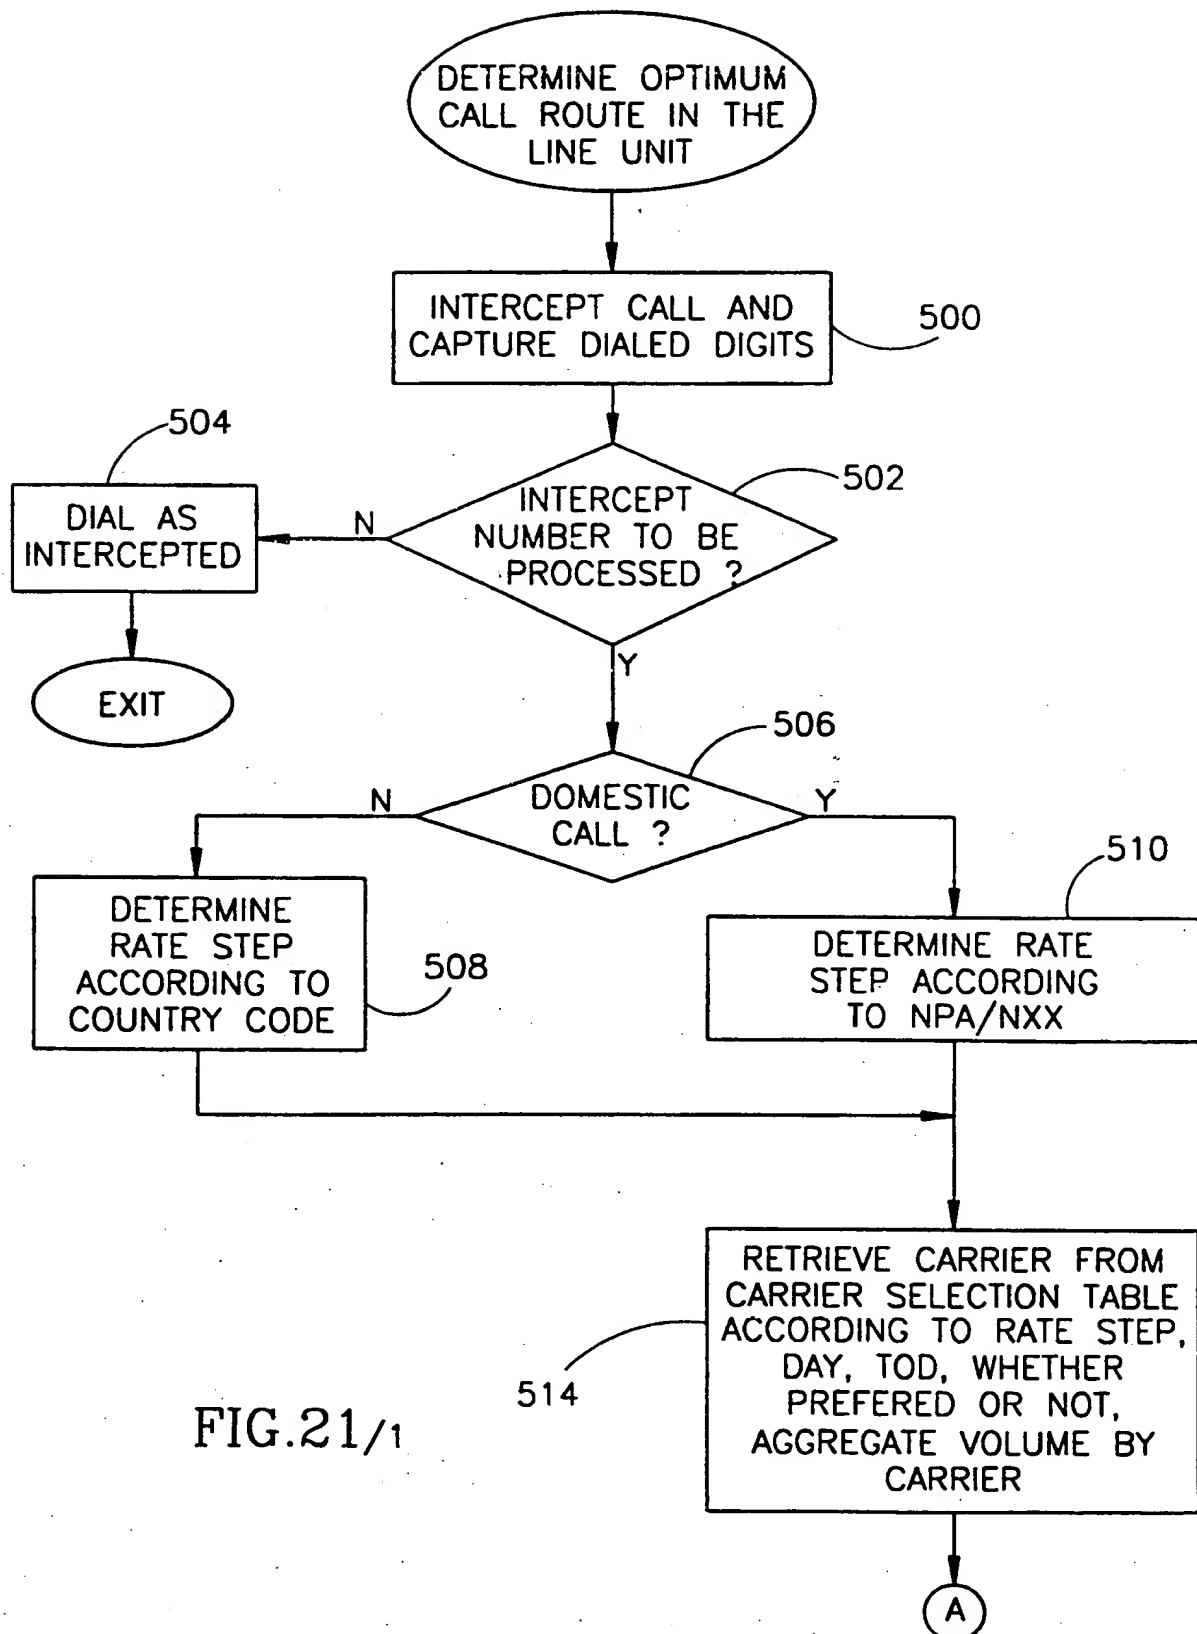 DETERMINE OPTIMUM
CALL ROUTE IN THE
LINE UNIT
INTERCEPT CALL AND
CAPTURE DIALED DIGITS
500
504
502
DIAL AS
INTERCEPTED
N
INTERCEPT
NUMBER TO BE
PROCESSED ?
Y
EXIT
506
N
DOMESTIC
CALL ?
Y
510
DETERMINE
RATE STEP
ACCORDING TO
COUNTRY CODE
508
DETERMINE RATE
STEP ACCORDING
TO NPA/NXX
RETRIEVE CARRIER FROM
CARRIER SELECTION TABLE
ACCORDING TO RATE STEP,
DAY, TOD, WHETHER
PREFERED OR NOT,
AGGREGATE VOLUME BY
CARRIER
514
FIG.21/1
A